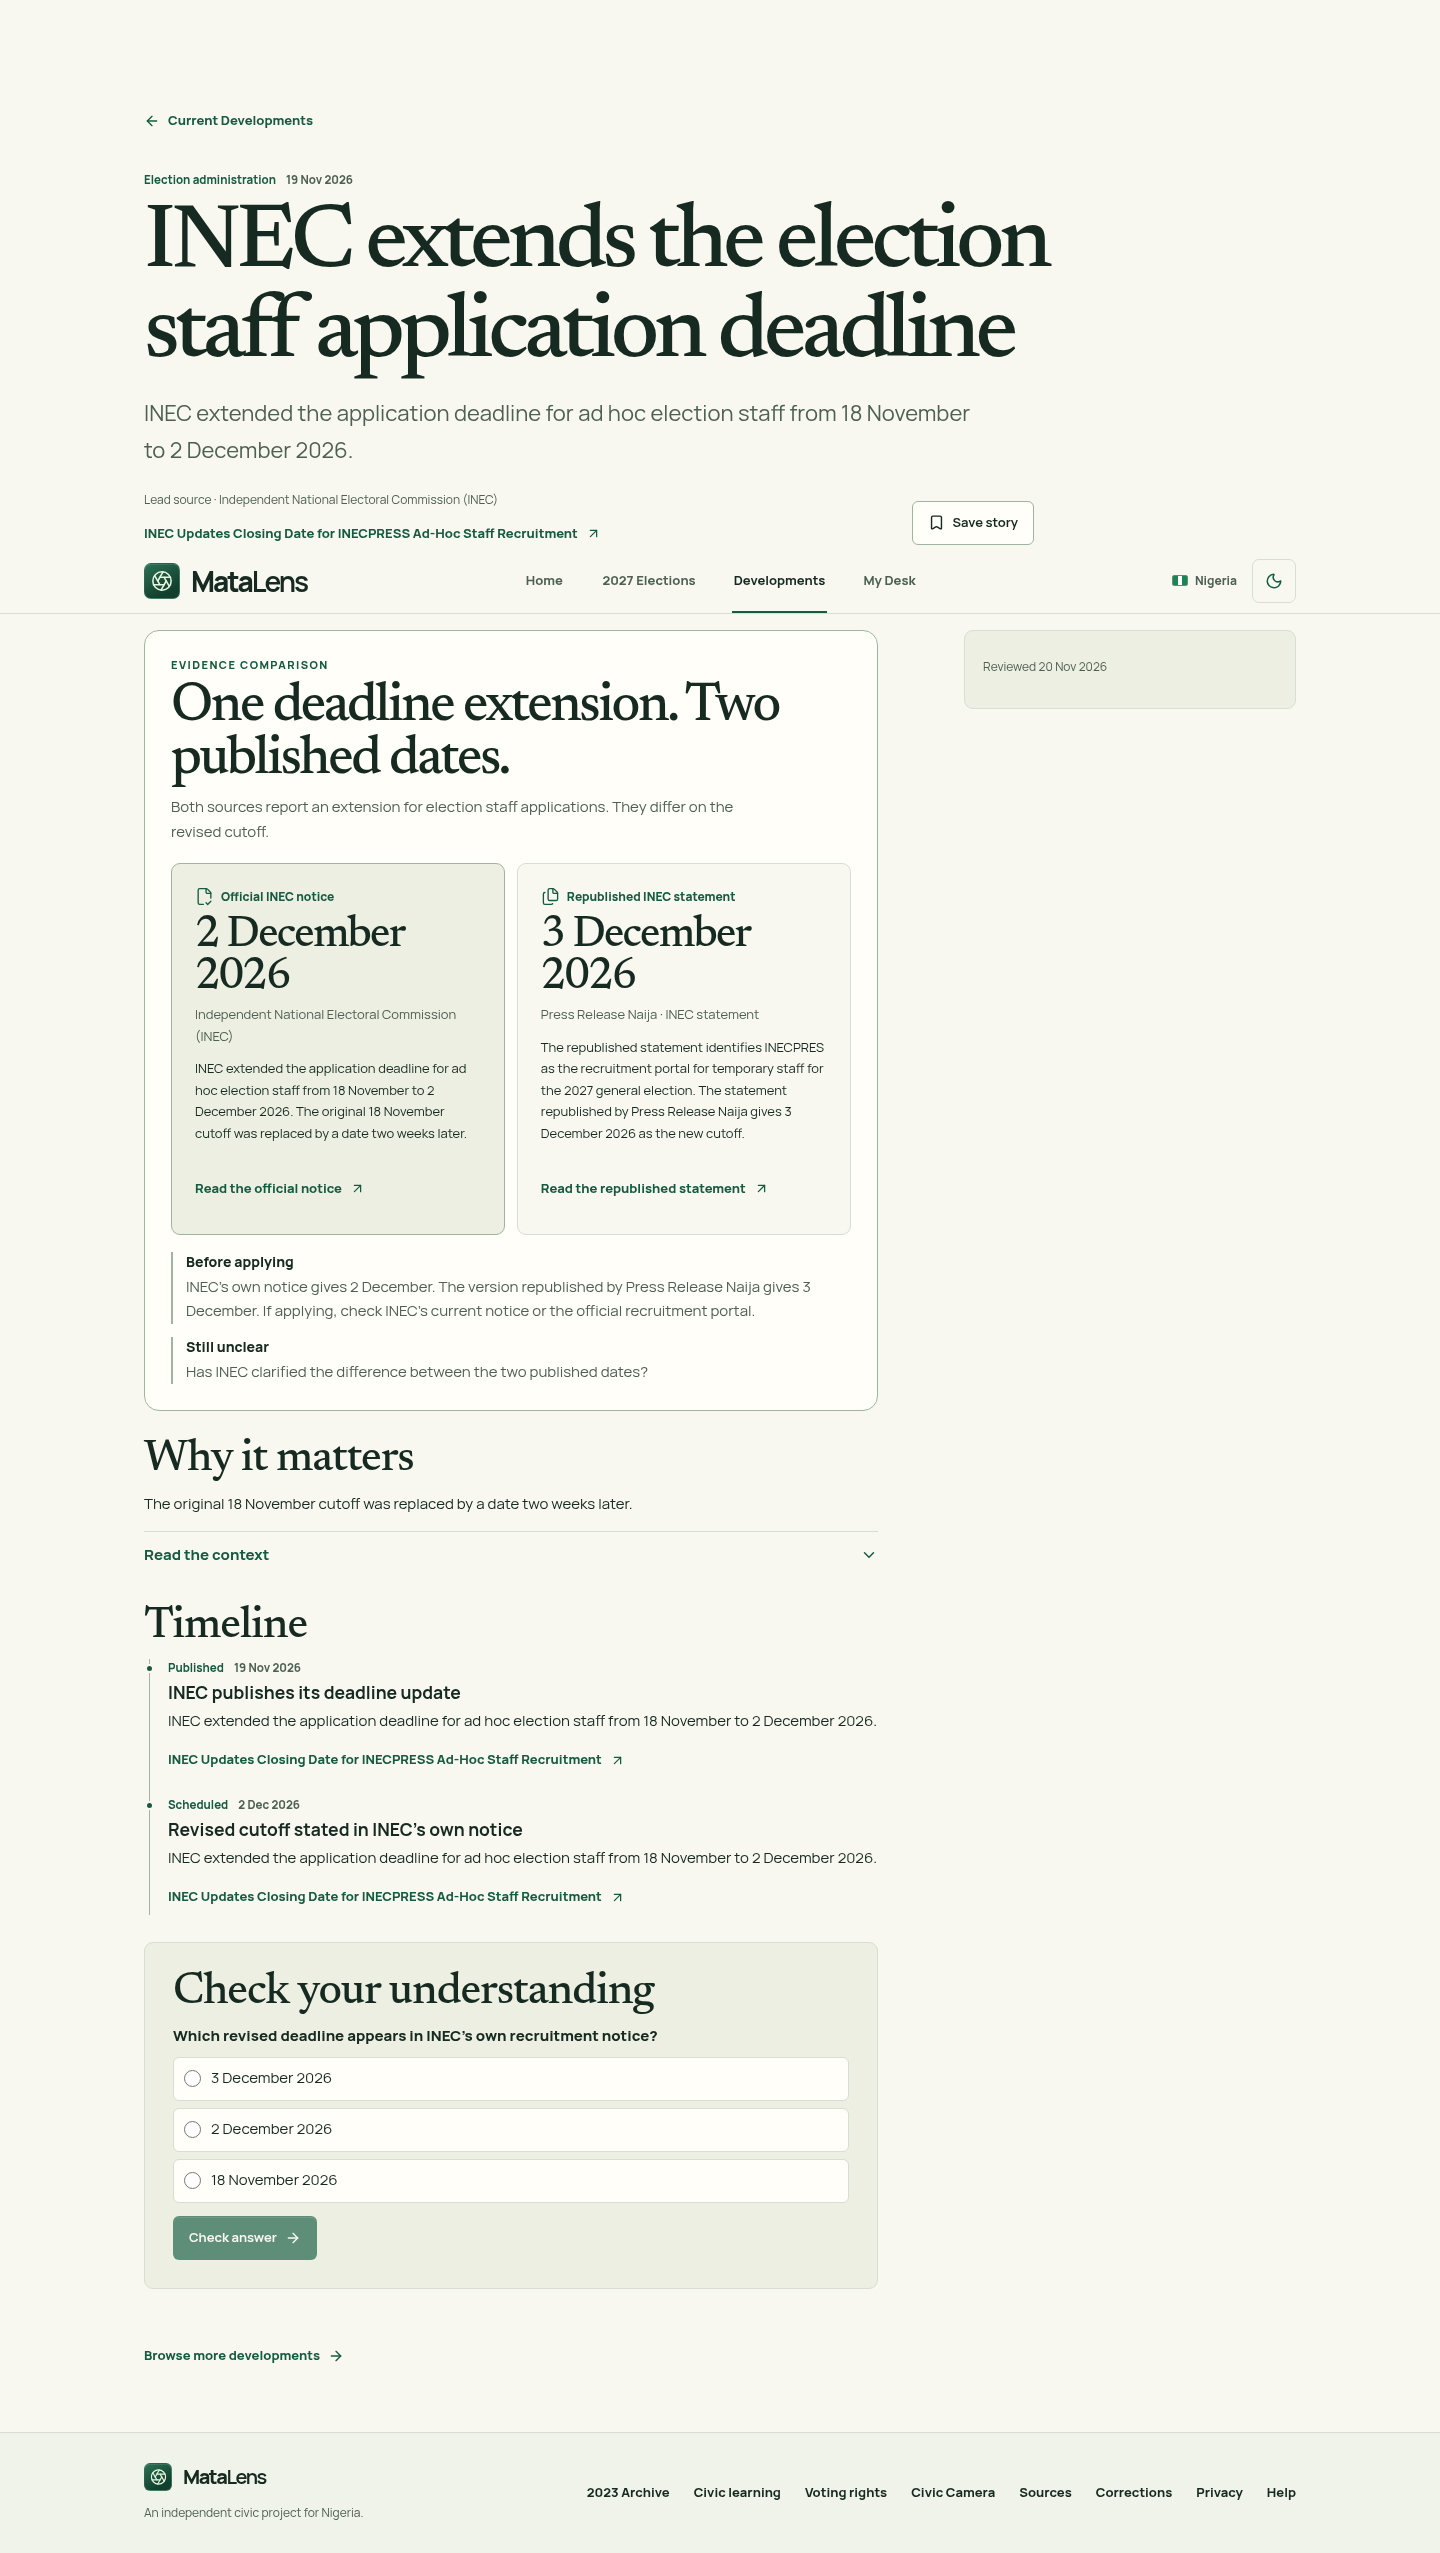 Current Developments
Election administration 19 Nov 2026
INEC extends the election
staff application deadline
INEC extended the application deadline for ad hoc election staff from 18 November
to 2 December 2026.
Lead source · Independent National Electoral Commission (INEC)
INEC Updates Closing Date for INECPRESS Ad-Hoc Staff Recruitment
Save story
MataLens
Home
2027 Elections
Developments
My Desk
Nigeria
EVIDENCE COMPARISON
One deadline extension. Two
published dates.
Both sources report an extension for election staff applications. They differ on the
revised cutoff.
Official INEC notice
2 December
2026
Independent National Electoral Commission
(INEC)
INEC extended the application deadline for ad
hoc election staff from 18 November to 2
December 2026. The original 18 November
cutoff was replaced by a date two weeks later.
Read the official notice
Republished INEC statement
3 December
2026
Press Release Naija · INEC statement
The republished statement identifies INECPRES
as the recruitment portal for temporary staff for
the 2027 general election. The statement
republished by Press Release Naija gives 3
December 2026 as the new cutoff.
Read the republished statement
Before applying
INEC's own notice gives 2 December. The version republished by Press Release Naija gives 3
December. If applying, check INEC's current notice or the official recruitment portal.
Still unclear
Has INEC clarified the difference between the two published dates?
Reviewed 20 Nov 2026
Why it matters
The original 18 November cutoff was replaced by a date two weeks later.
Read the context
Timeline
Published 19 Nov 2026
INEC publishes its deadline update
INEC extended the application deadline for ad hoc election staff from 18 November to 2 December 2026.
INEC Updates Closing Date for INECPRESS Ad-Hoc Staff Recruitment
Scheduled 2 Dec 2026
Revised cutoff stated in INEC's own notice
INEC extended the application deadline for ad hoc election staff from 18 November to 2 December 2026.
INEC Updates Closing Date for INECPRESS Ad-Hoc Staff Recruitment
Check your understanding
Which revised deadline appears in INEC's own recruitment notice?
3 December 2026
2 December 2026
18 November 2026
Check answer
Browse more developments
MataLens
An independent civic project for Nigeria.
2023 Archive
Civic learning
Voting rights
Civic Camera
Sources
Corrections
Privacy
Help